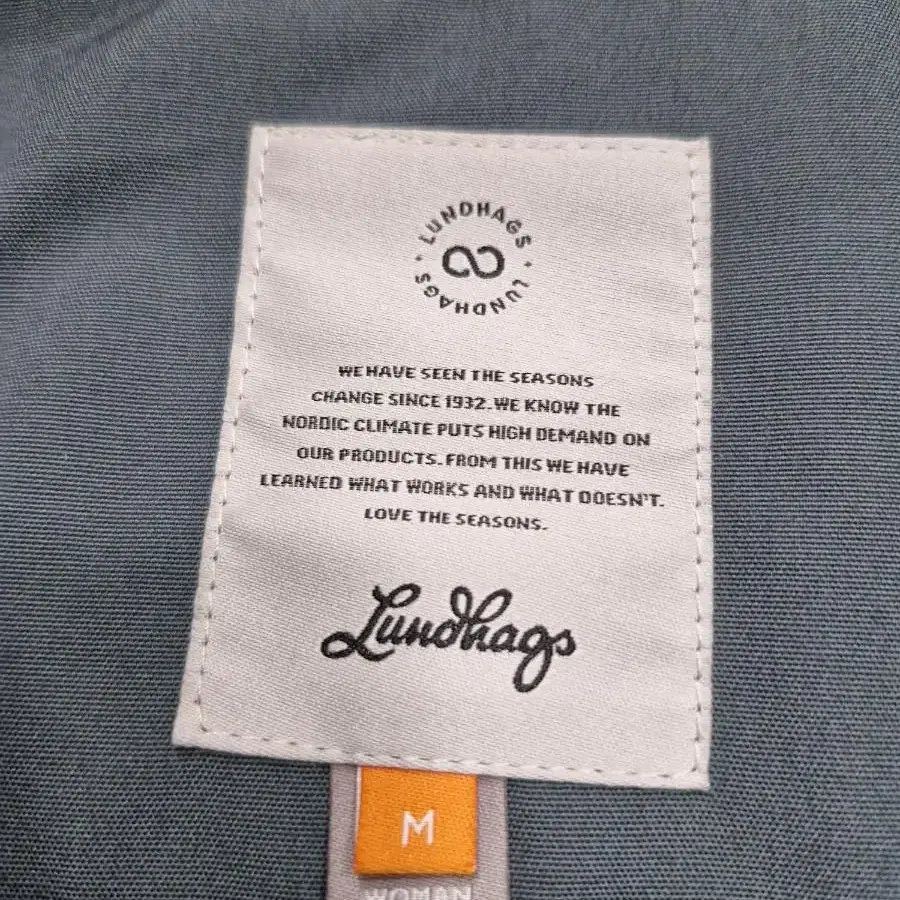 LUNDHAGS • LUNDHAGS •
WE HAVE SEEN THE SEASONS
CHANGE SINCE 1932. WE KNOW THE
NORDIC CLIMATE PUTS HIGH DEMAND ON
OUR PRODUCTS. FROM THIS WE HAVE
LEARNED WHAT WORKS AND WHAT DOESN'T.
LOVE THE SEASONS.
Lundhags
M
WOMAN